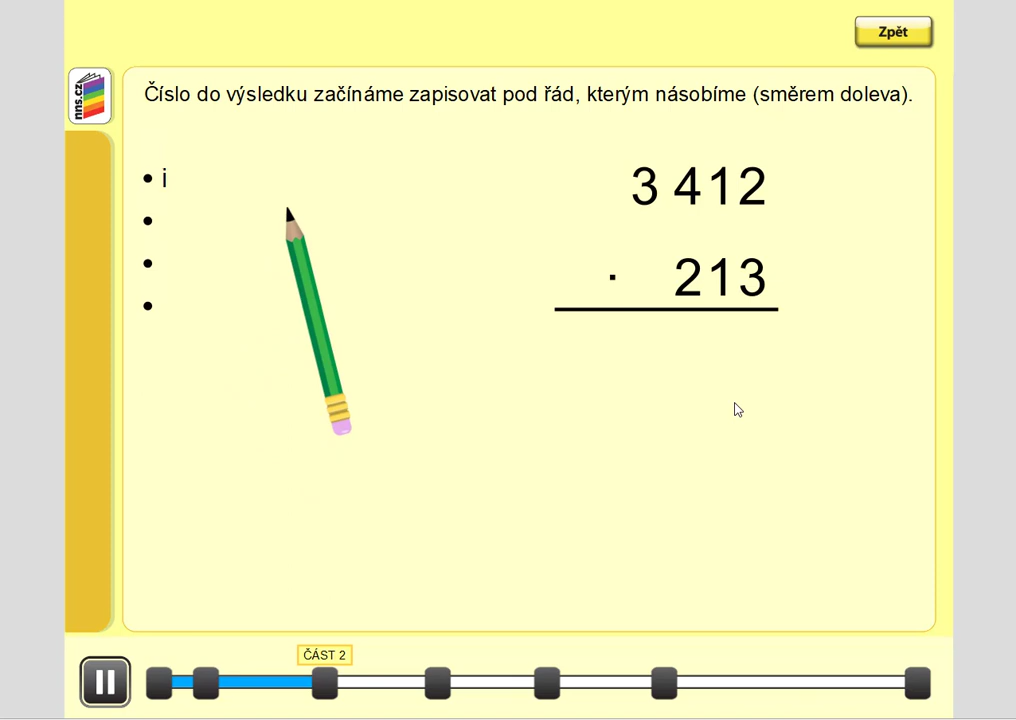 Zpět
nns.cz
Číslo do výsledku začínáme zapisovat pod řád, kterým násobíme (směrem doleva).
• i
•
•
•
3 412
· 213
ČÁST 2